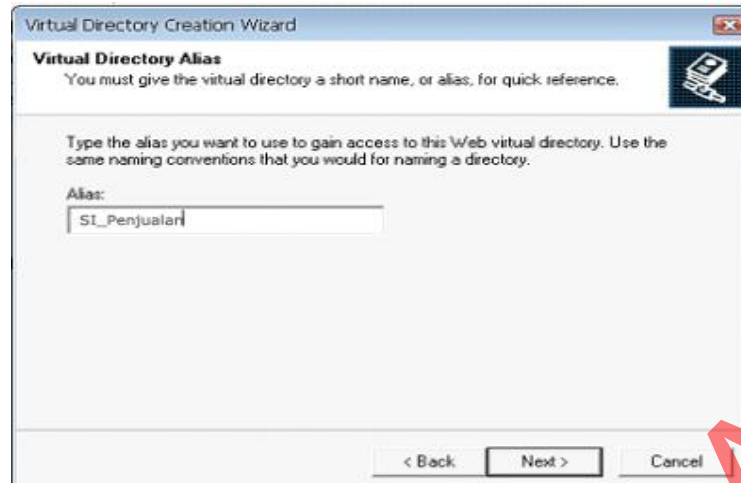 Virtual Directory Creation Wizard
Virtual Directory Alias
You must give the virtual directory a short name, or alias, for quick reference.
Type the alias you want to use to gain access to this Web virtual directory. Use the
same naming conventions that you would for naming a directory.
Alias:
SI_Penjualan
< Back Next > Cancel